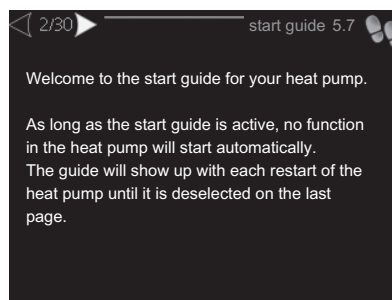 2/30
start guide 5.7
Welcome to the start guide for your heat pump.
As long as the start guide is active, no function
in the heat pump will start automatically.
The guide will show up with each restart of the
heat pump until it is deselected on the last
page.